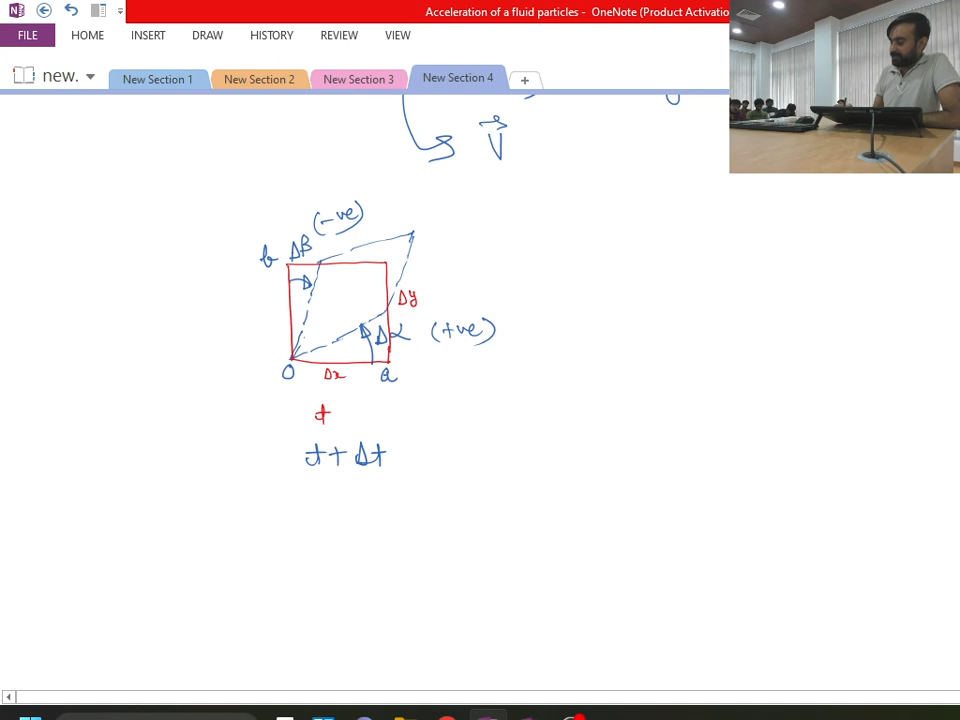 Acceleration of a fluid particles - OneNote (Product Activatio
FILE HOME INSERT DRAW HISTORY REVIEW VIEW
new. New Section 1 New Section 2 New Section 3 New Section 4 +
V⃗
(-ve)
b Δβ
Δy
Δα (+ve)
O Δx a
t
t + Δt